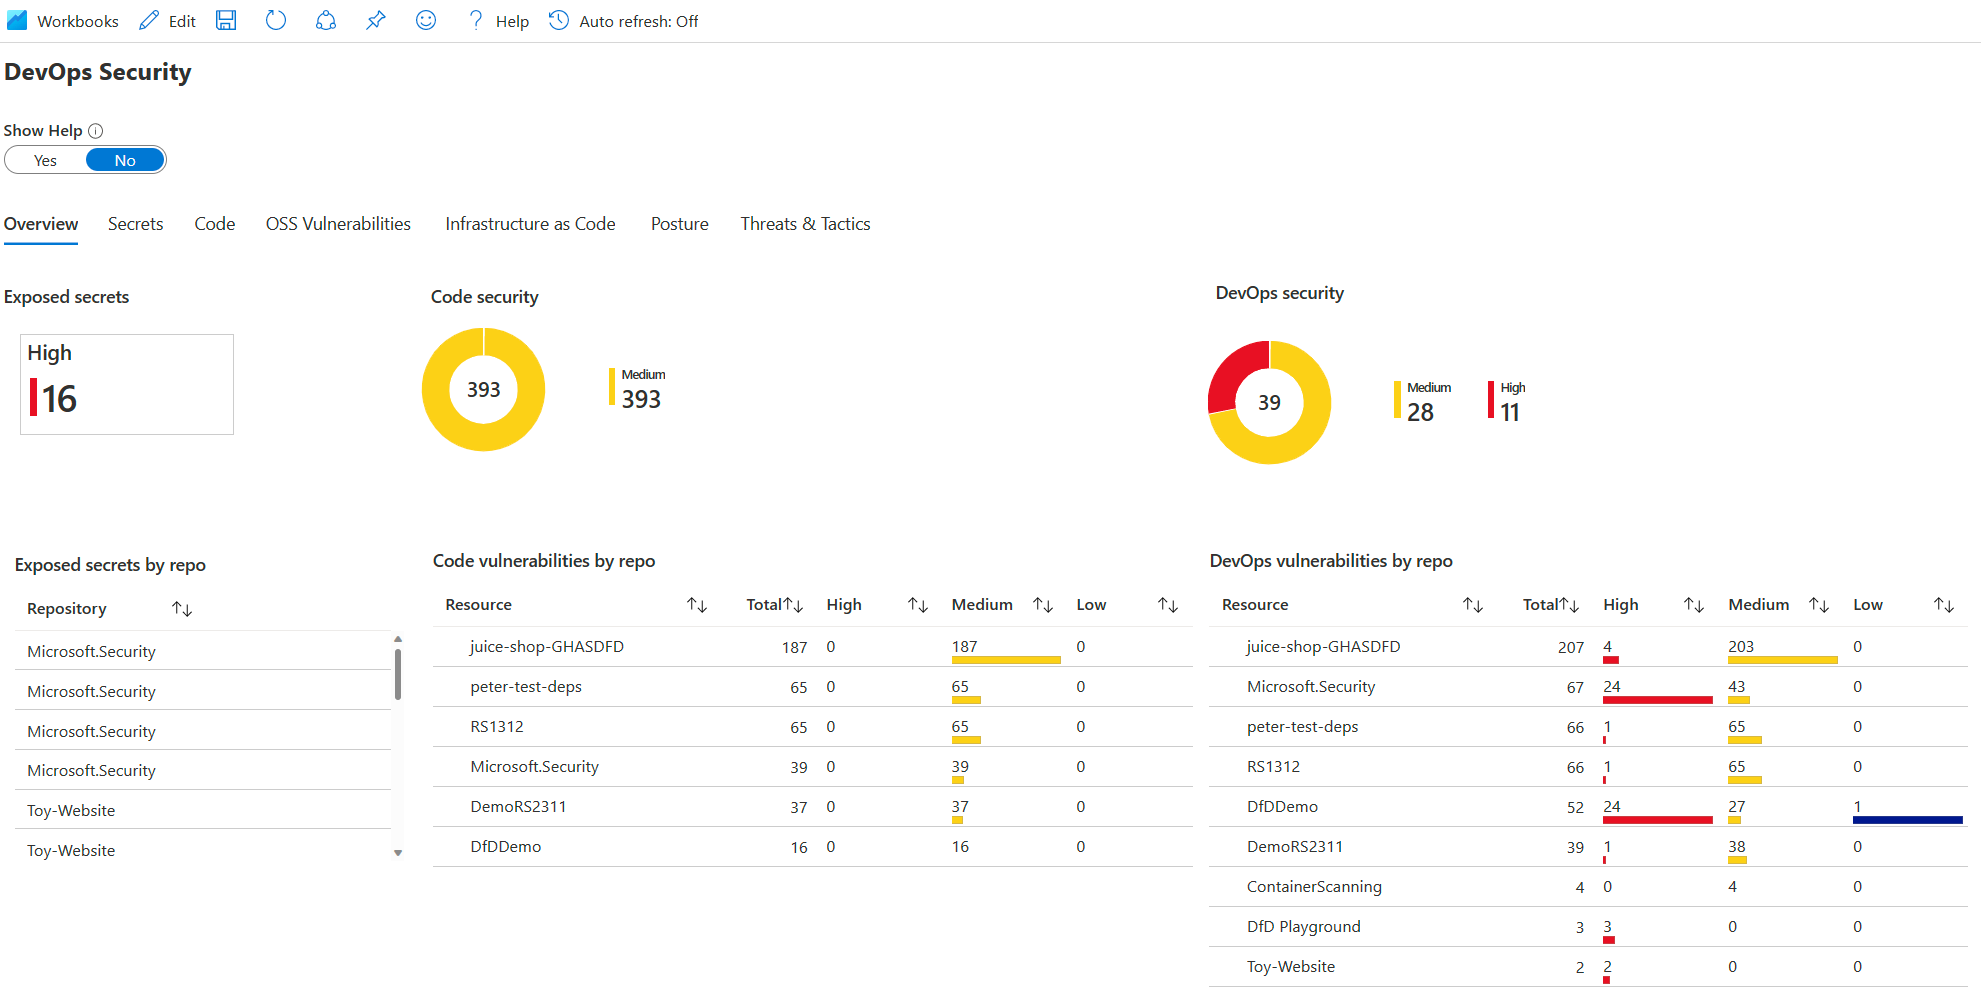 Workbooks Edit Help Auto refresh: Off
DevOps Security
Show Help
Yes No
Overview Secrets Code OSS Vulnerabilities Infrastructure as Code Posture Threats & Tactics
Exposed secrets
High
16
Code security
393
Medium
393
DevOps security
39
Medium
28
High
11
Exposed secrets by repo
Repository
Microsoft.Security
Microsoft.Security
Microsoft.Security
Microsoft.Security
Toy-Website
Toy-Website
Code vulnerabilities by repo
Resource Total High Medium Low
juice-shop-GHASDFD 187 0 187 0
peter-test-deps 65 0 65 0
RS1312 65 0 65 0
Microsoft.Security 39 0 39 0
DemoRS2311 37 0 37 0
DfDDemo 16 0 16 0
DevOps vulnerabilities by repo
Resource Total High Medium Low
juice-shop-GHASDFD 207 4 203 0
Microsoft.Security 67 24 43 0
peter-test-deps 66 1 65 0
RS1312 66 1 65 0
DfDDemo 52 24 27 1
DemoRS2311 39 1 38 0
ContainerScanning 4 0 4 0
DfD Playground 3 3 0 0
Toy-Website 2 2 0 0